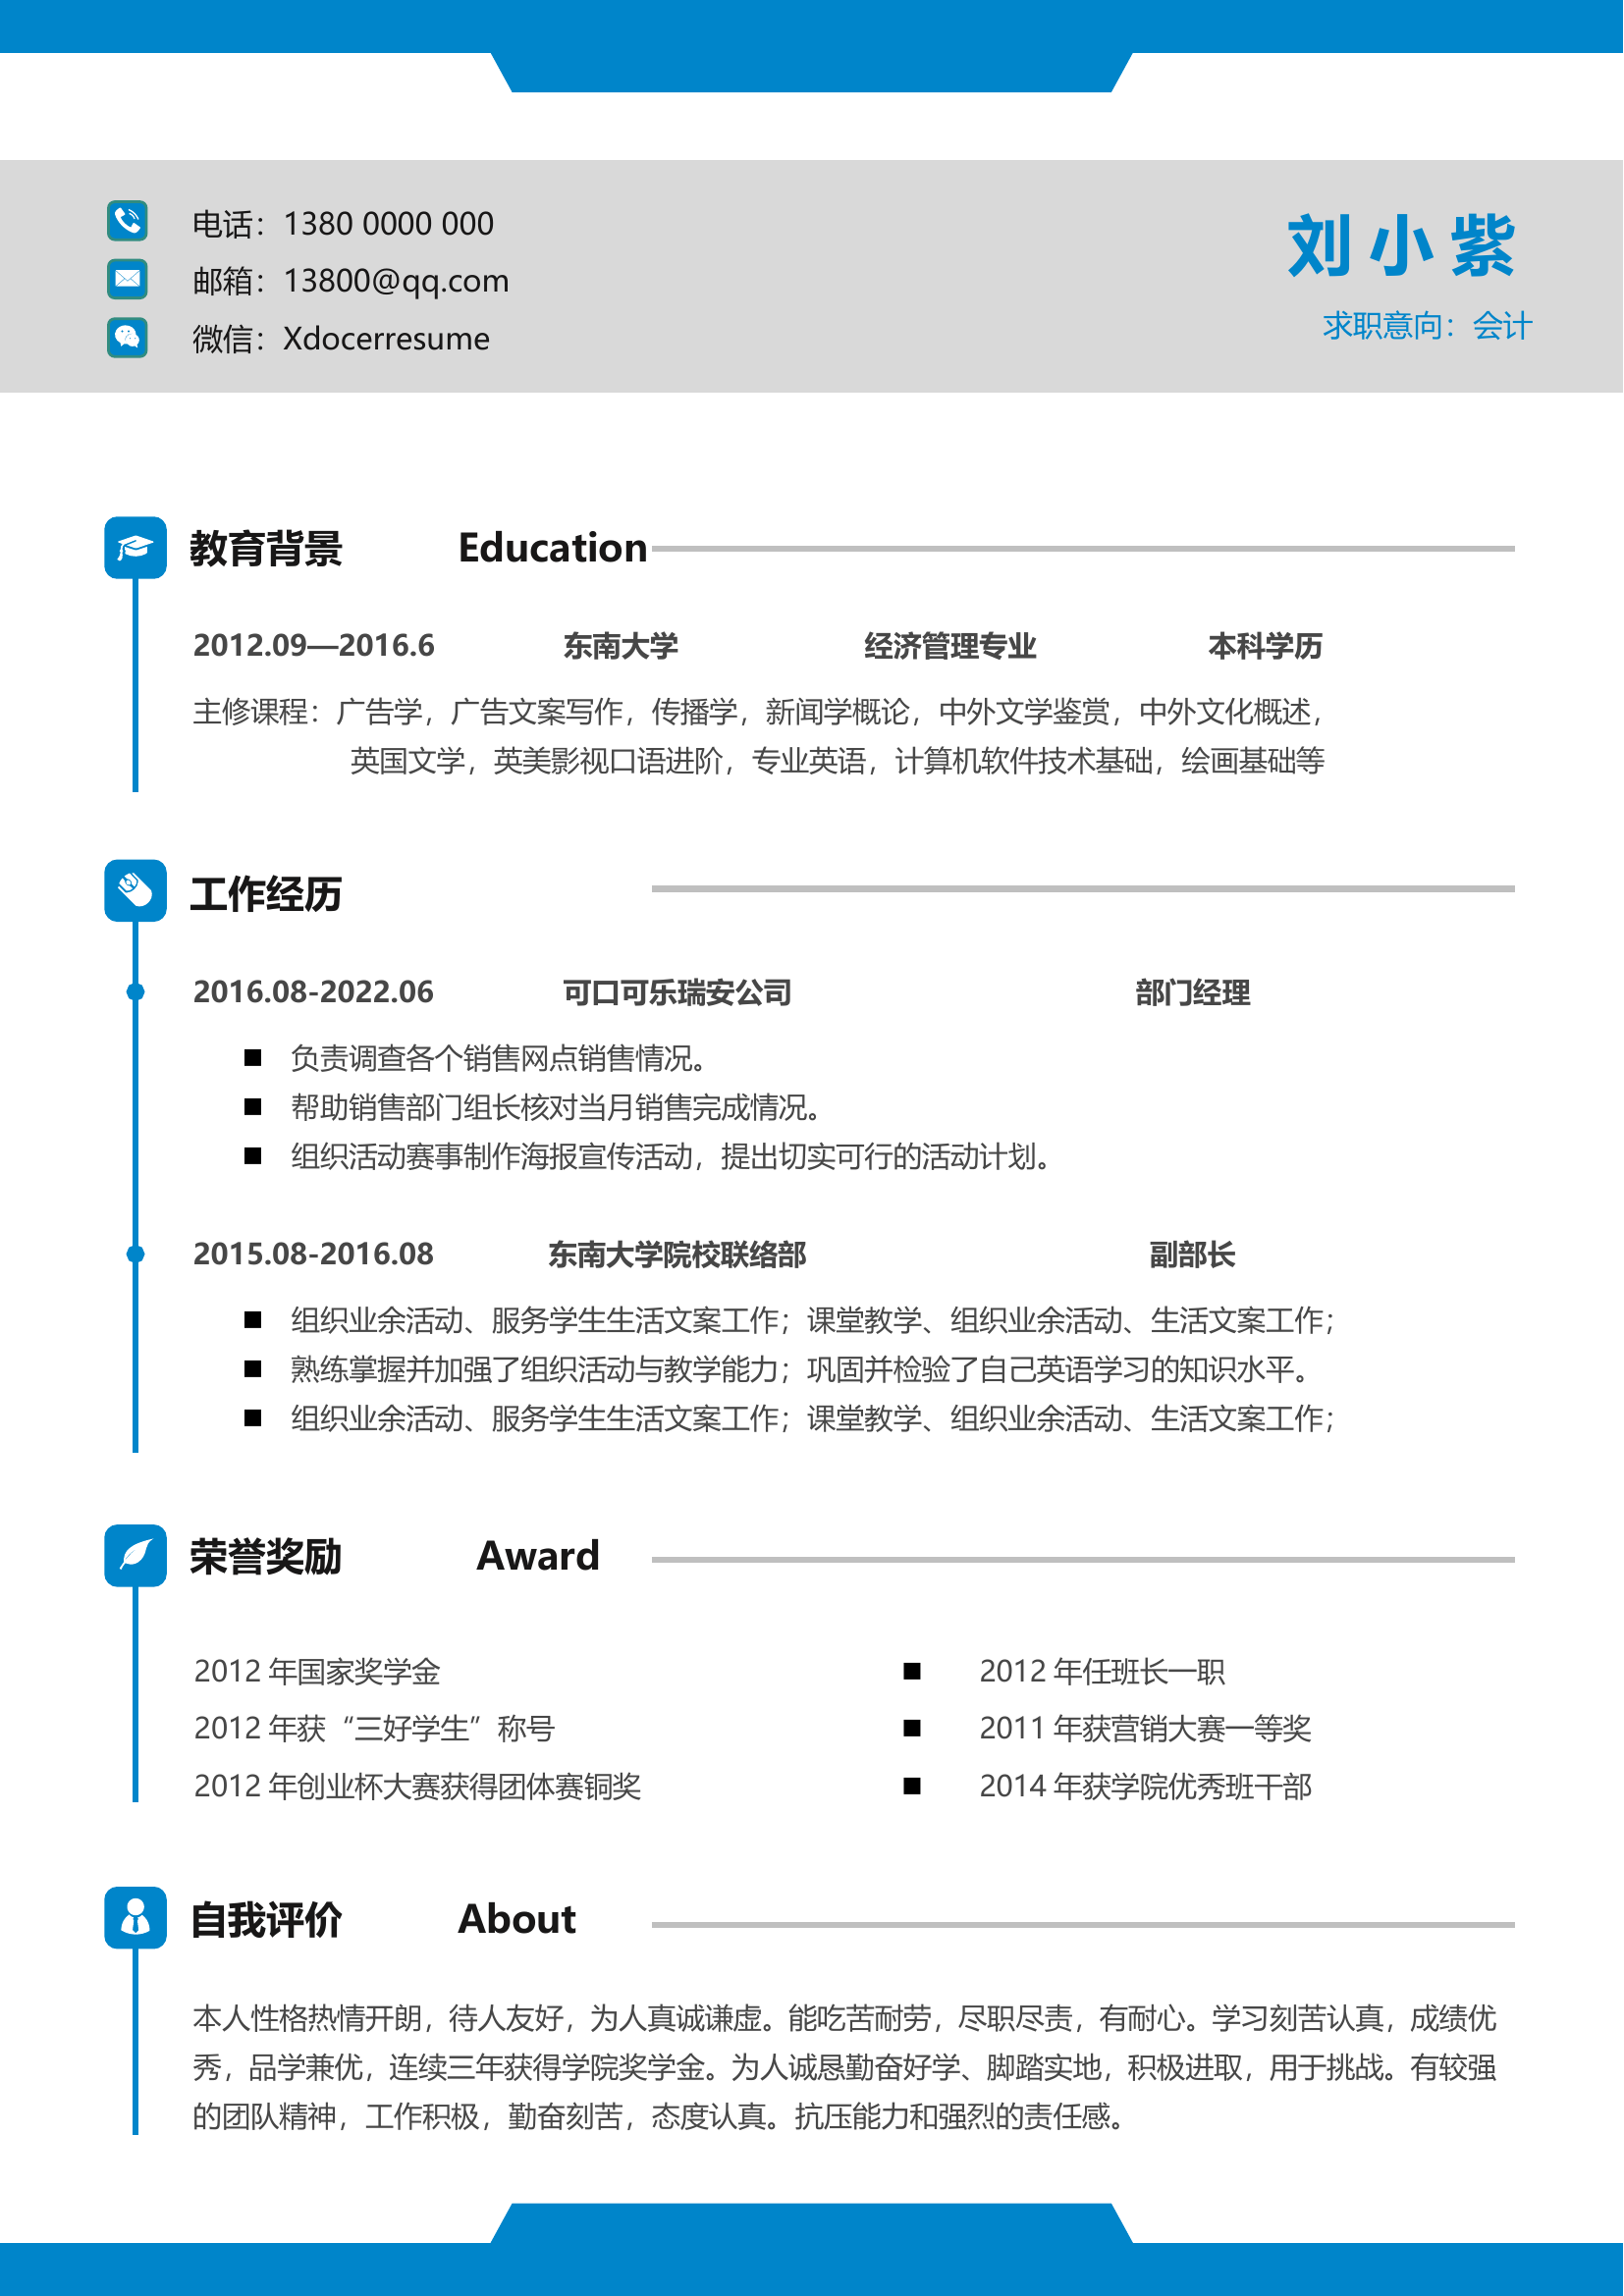 电话：1380 0000 000
邮箱：13800@qq.com
微信：Xdocerresume
刘小紫
求职意向：会计
教育背景 Education
2012.09—2016.6 东南大学 经济管理专业 本科学历
主修课程：广告学，广告文案写作，传播学，新闻学概论，中外文学鉴赏，中外文化概述，
英国文学，英美影视口语进阶，专业英语，计算机软件技术基础，绘画基础等
工作经历
2016.08-2022.06 可口可乐瑞安公司 部门经理
■ 负责调查各个销售网点销售情况。
■ 帮助销售部门组长核对当月销售完成情况。
■ 组织活动赛事制作海报宣传活动，提出切实可行的活动计划。
2015.08-2016.08 东南大学院校联络部 副部长
■ 组织业余活动、服务学生生活文案工作；课堂教学、组织业余活动、生活文案工作；
■ 熟练掌握并加强了组织活动与教学能力；巩固并检验了自己英语学习的知识水平。
■ 组织业余活动、服务学生生活文案工作；课堂教学、组织业余活动、生活文案工作；
荣誉奖励 Award
2012 年国家奖学金 ■ 2012 年任班长一职
2012 年获“三好学生”称号 ■ 2011 年获营销大赛一等奖
2012 年创业杯大赛获得团体赛铜奖 ■ 2014 年获学院优秀班干部
自我评价 About
本人性格热情开朗，待人友好，为人真诚谦虚。能吃苦耐劳，尽职尽责，有耐心。学习刻苦认真，成绩优
秀，品学兼优，连续三年获得学院奖学金。为人诚恳勤奋好学、脚踏实地，积极进取，用于挑战。有较强
的团队精神，工作积极，勤奋刻苦，态度认真。抗压能力和强烈的责任感。